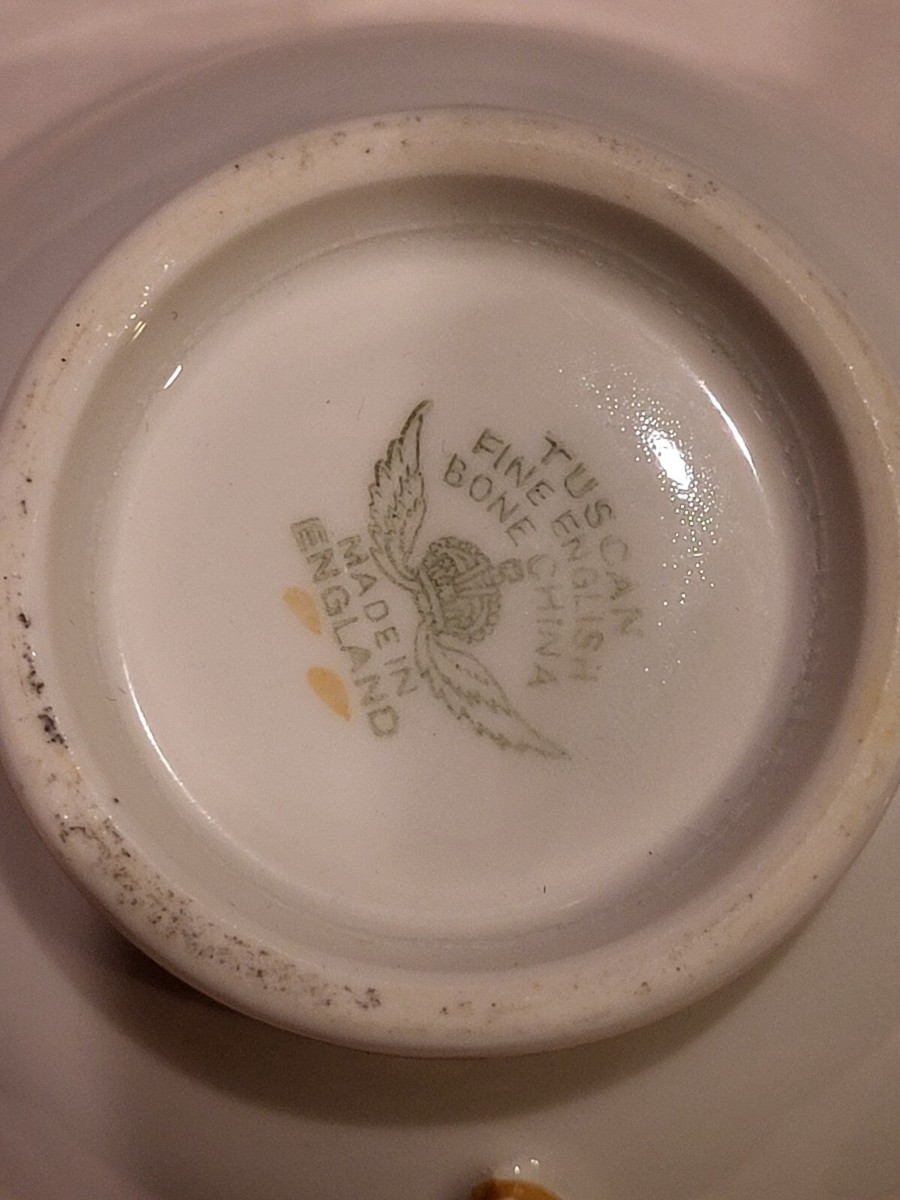 TUSCAN
FINE ENGLISH
BONE CHINA
MADE IN
ENGLAND